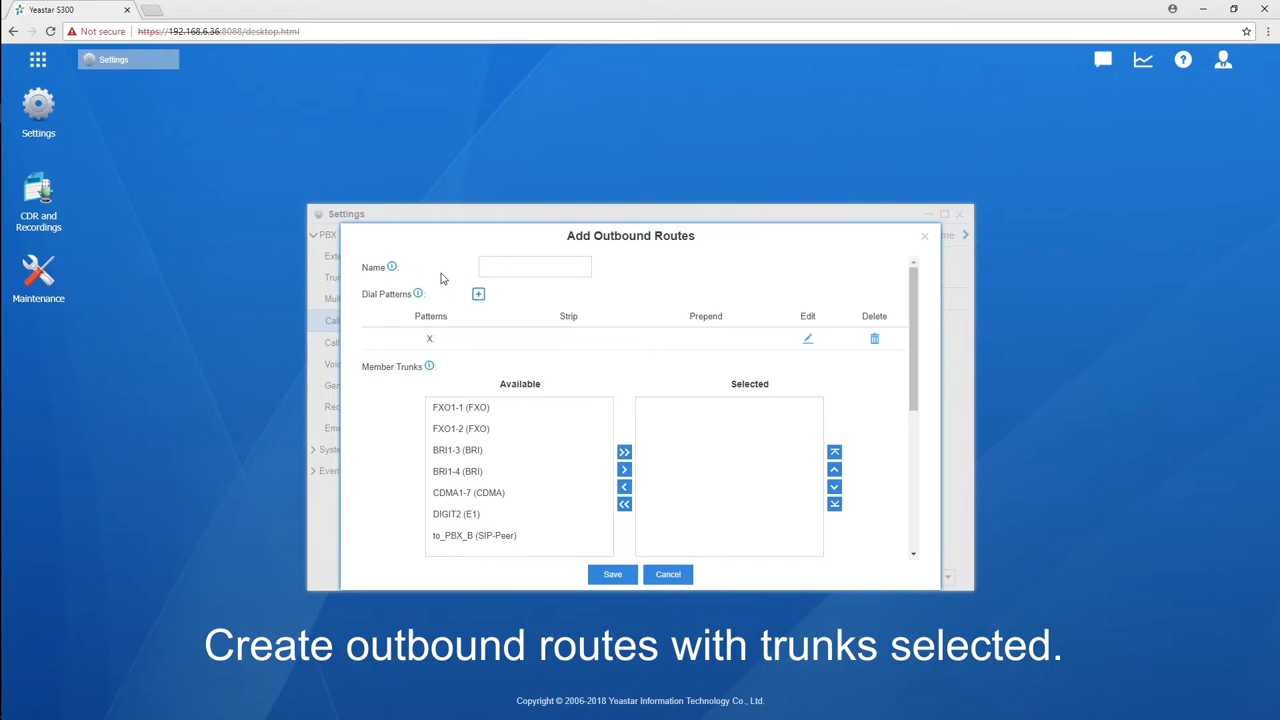 Yeastar S300
Not secure
https://192.168.6.36:8088/desktop.html
Settings
Settings
CDR and
Recordings
Maintenance
Settings
PBX
Add Outbound Routes
Name :
Dial Patterns :
Patterns Strip Prepend Edit Delete
X.
Member Trunks :
Available Selected
FXO1-1 (FXO)
FXO1-2 (FXO)
BRI1-3 (BRI)
BRI1-4 (BRI)
CDMA1-7 (CDMA)
DIGIT2 (E1)
to_PBX_B (SIP-Peer)
Save Cancel
Create outbound routes with trunks selected.
Copyright © 2006-2018 Yeastar Information Technology Co., Ltd.